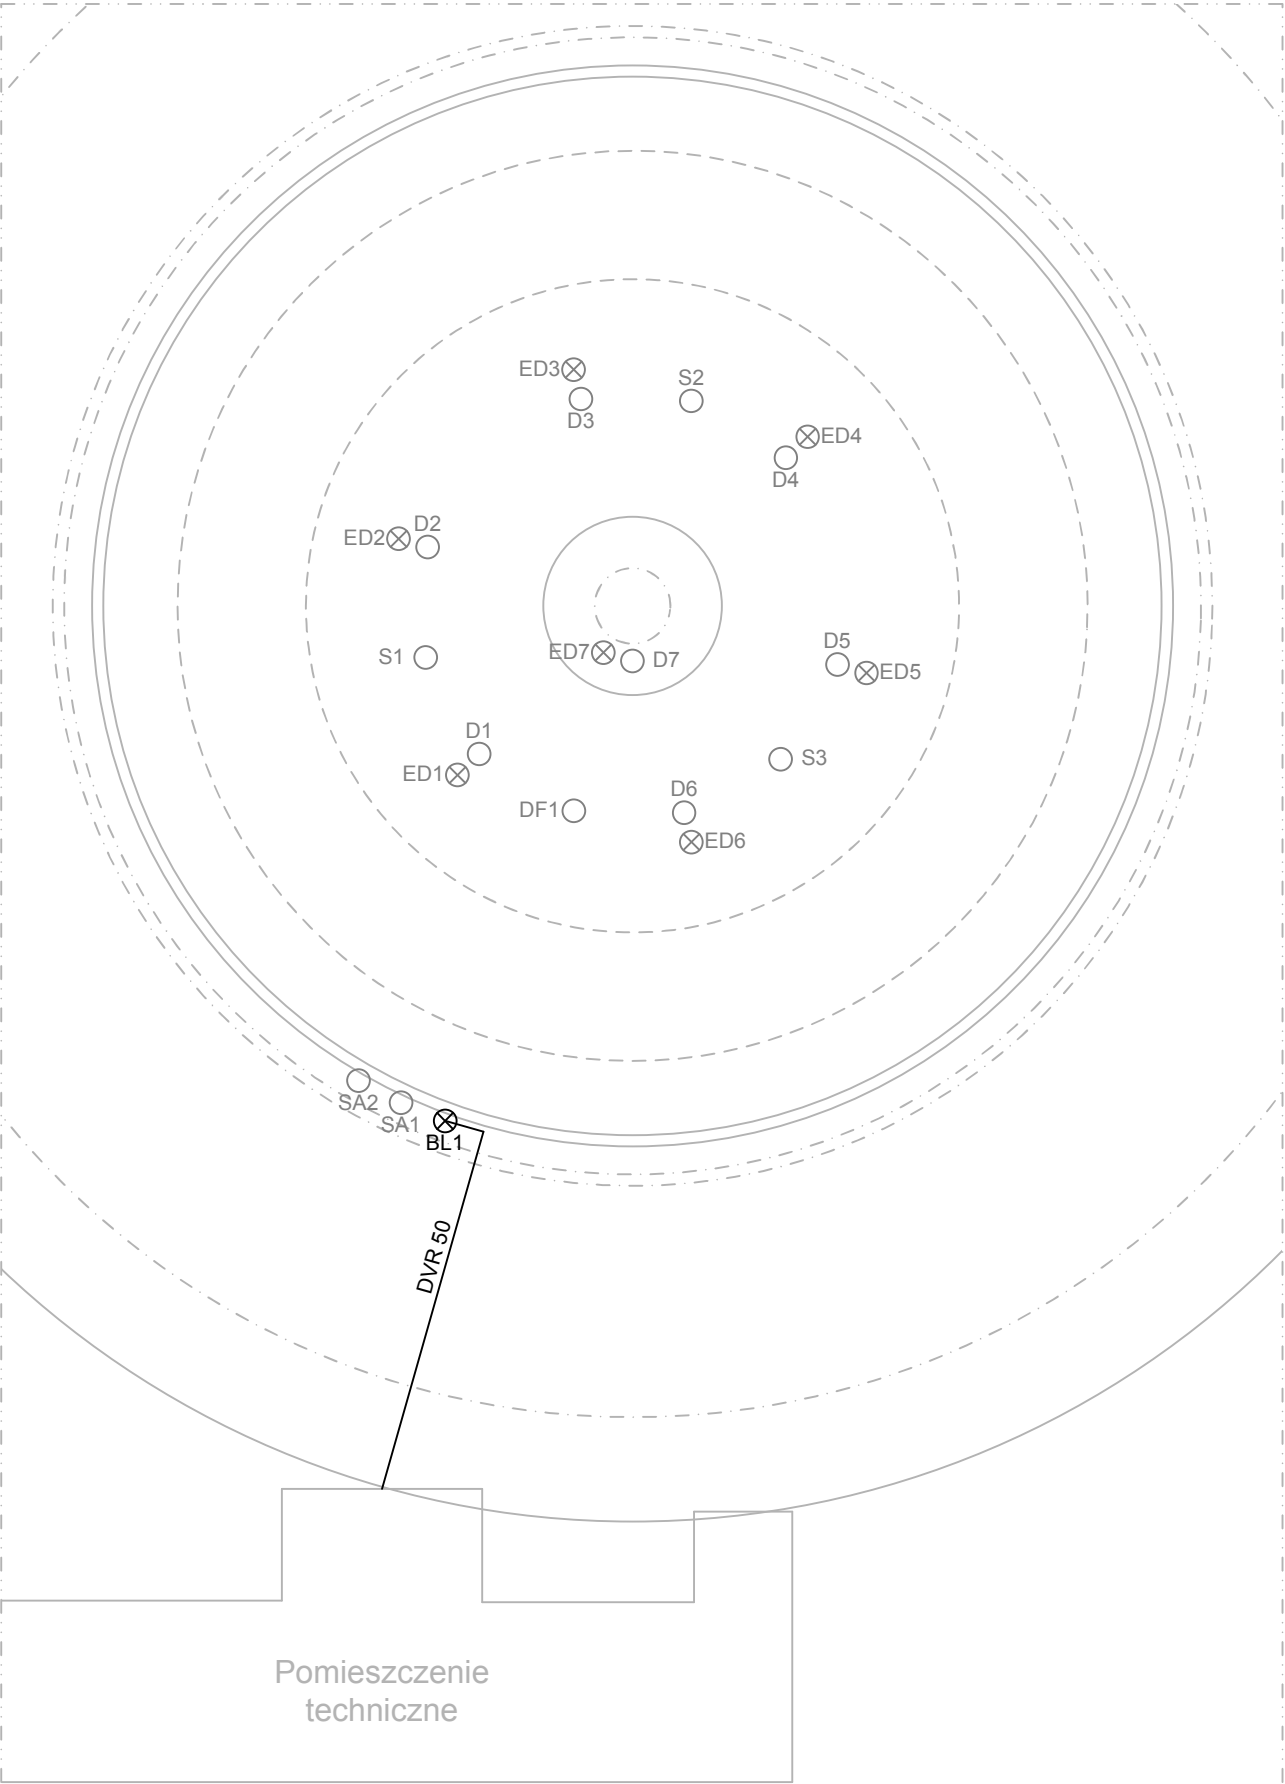 ED3
S2
D3
ED4
D4
D2
ED2
D5
S1
ED7
D7
ED5
D1
S3
ED1
D6
DF1
ED6
SA2
SA1
BL1
DVR 50
Pomieszczenie
techniczne